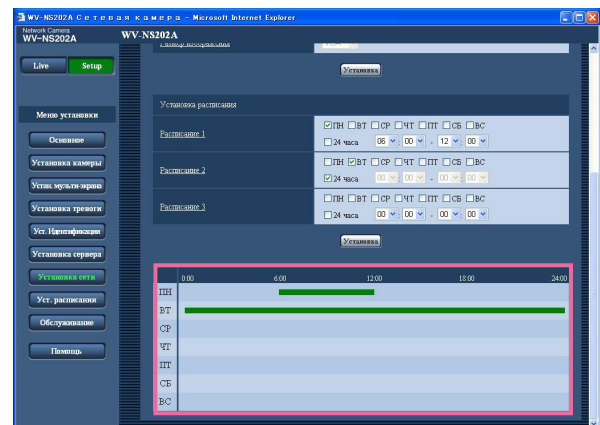 WV-NS202A Сетевая камера - Microsoft Internet Explorer
Network Camera
WV-NS202A
WV-NS202A
Live Setup
Размер изображения
Установка
Меню установки
Основное
Установка камеры
Устан. мульти-экрана
Установка тревоги
Уст. Идентификации
Установка сервера
Установка сети
Уст. расписания
Обслуживание
Помощь
Установка расписания
Расписание 1
ПН ВТ СР ЧТ ПТ СБ ВС
24 часа 06 : 00 - 12 : 00
Расписание 2
ПН ВТ СР ЧТ ПТ СБ ВС
24 часа 00 : 00 - 00 : 00
Расписание 3
ПН ВТ СР ЧТ ПТ СБ ВС
24 часа 00 : 00 - 00 : 00
Установка
0:00 6:00 12:00 18:00 24:00
ПН
ВТ
СР
ЧТ
ПТ
СБ
ВС